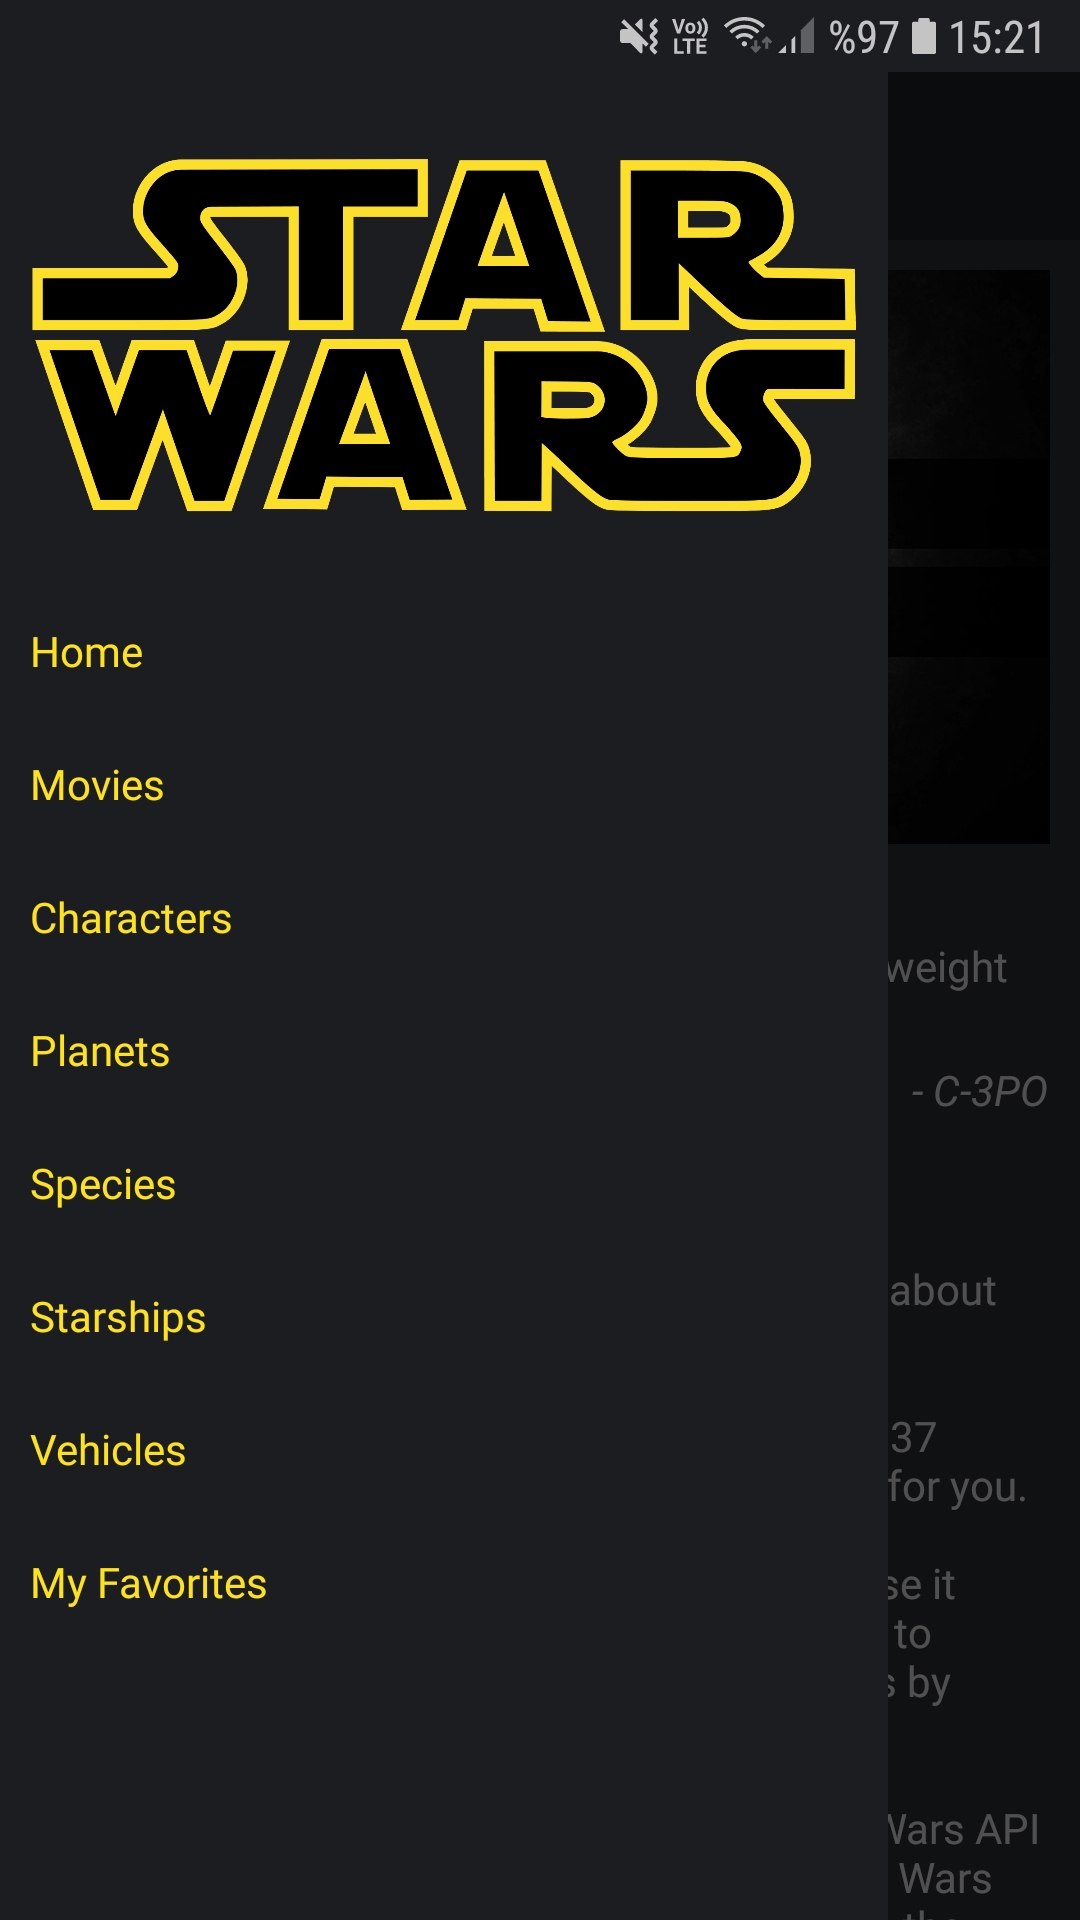 Vo)) LTE %97 15:21
STAR
WARS
Home
Movies
Characters
weight
Planets
- C-3PO
Species
about
Starships
37
Vehicles
for you.
My Favorites
se it
to
s by
Wars API
Wars